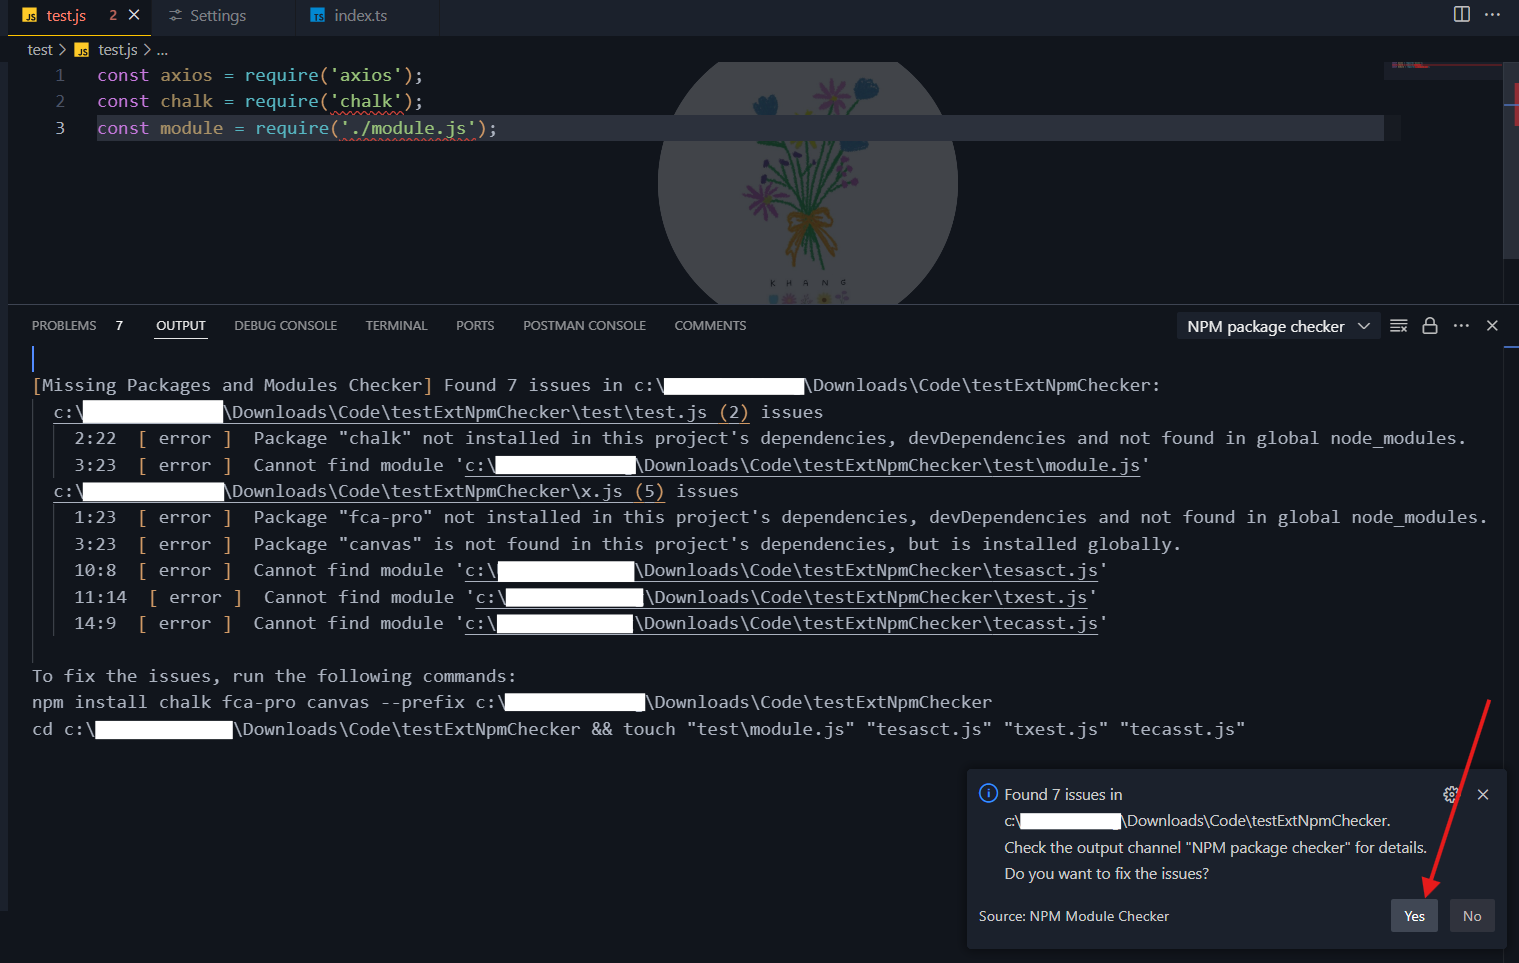 JS test.js 2 Settings TS index.ts
test > JS test.js > ...
1 const axios = require('axios');
2 const chalk = require('chalk');
3 const module = require('./module.js');
K H A N G
PROBLEMS 7 OUTPUT DEBUG CONSOLE TERMINAL PORTS POSTMAN CONSOLE COMMENTS NPM package checker
[Missing Packages and Modules Checker] Found 7 issues in c:\ \Downloads\Code\testExtNpmChecker:
c:\ \Downloads\Code\testExtNpmChecker\test\test.js (2) issues
2:22 [ error ] Package "chalk" not installed in this project's dependencies, devDependencies and not found in global node_modules.
3:23 [ error ] Cannot find module 'c:\ \Downloads\Code\testExtNpmChecker\test\module.js'
c:\ \Downloads\Code\testExtNpmChecker\x.js (5) issues
1:23 [ error ] Package "fca-pro" not installed in this project's dependencies, devDependencies and not found in global node_modules.
3:23 [ error ] Package "canvas" is not found in this project's dependencies, but is installed globally.
10:8 [ error ] Cannot find module 'c:\ \Downloads\Code\testExtNpmChecker\tesasct.js'
11:14 [ error ] Cannot find module 'c:\ \Downloads\Code\testExtNpmChecker\txest.js'
14:9 [ error ] Cannot find module 'c:\ \Downloads\Code\testExtNpmChecker\tecasst.js'
To fix the issues, run the following commands:
npm install chalk fca-pro canvas --prefix c:\ \Downloads\Code\testExtNpmChecker
cd c:\ \Downloads\Code\testExtNpmChecker && touch "test\module.js" "tesasct.js" "txest.js" "tecasst.js"
Found 7 issues in
c:\ \Downloads\Code\testExtNpmChecker.
Check the output channel "NPM package checker" for details.
Do you want to fix the issues?
Source: NPM Module Checker Yes No